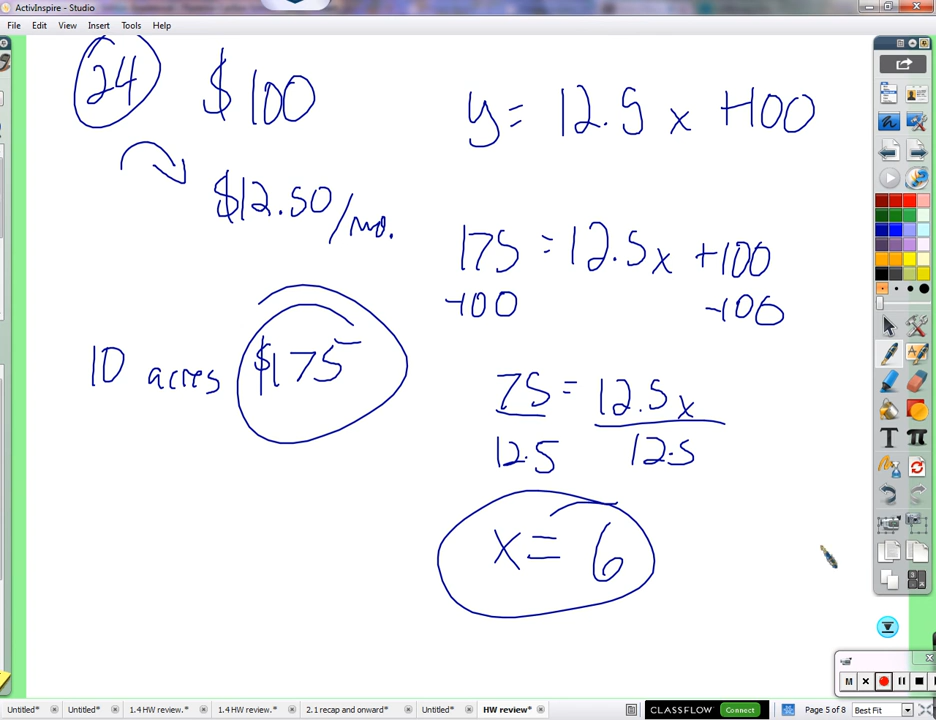 ActivInspire - Studio
File Edit View Insert Tools Help
24 $100
$12.50/mo.
10 acres $175
y = 12.5x +100
175 = 12.5x +100
-100 -100
75 = 12.5x
12.5 12.5
x = 6
Untitled* Untitled* 1.4 HW review.* 1.4 HW review.* 2.1 recap and onward* Untitled* HW review* CLASSFLOW Connect Page 5 of 8 Best Fit